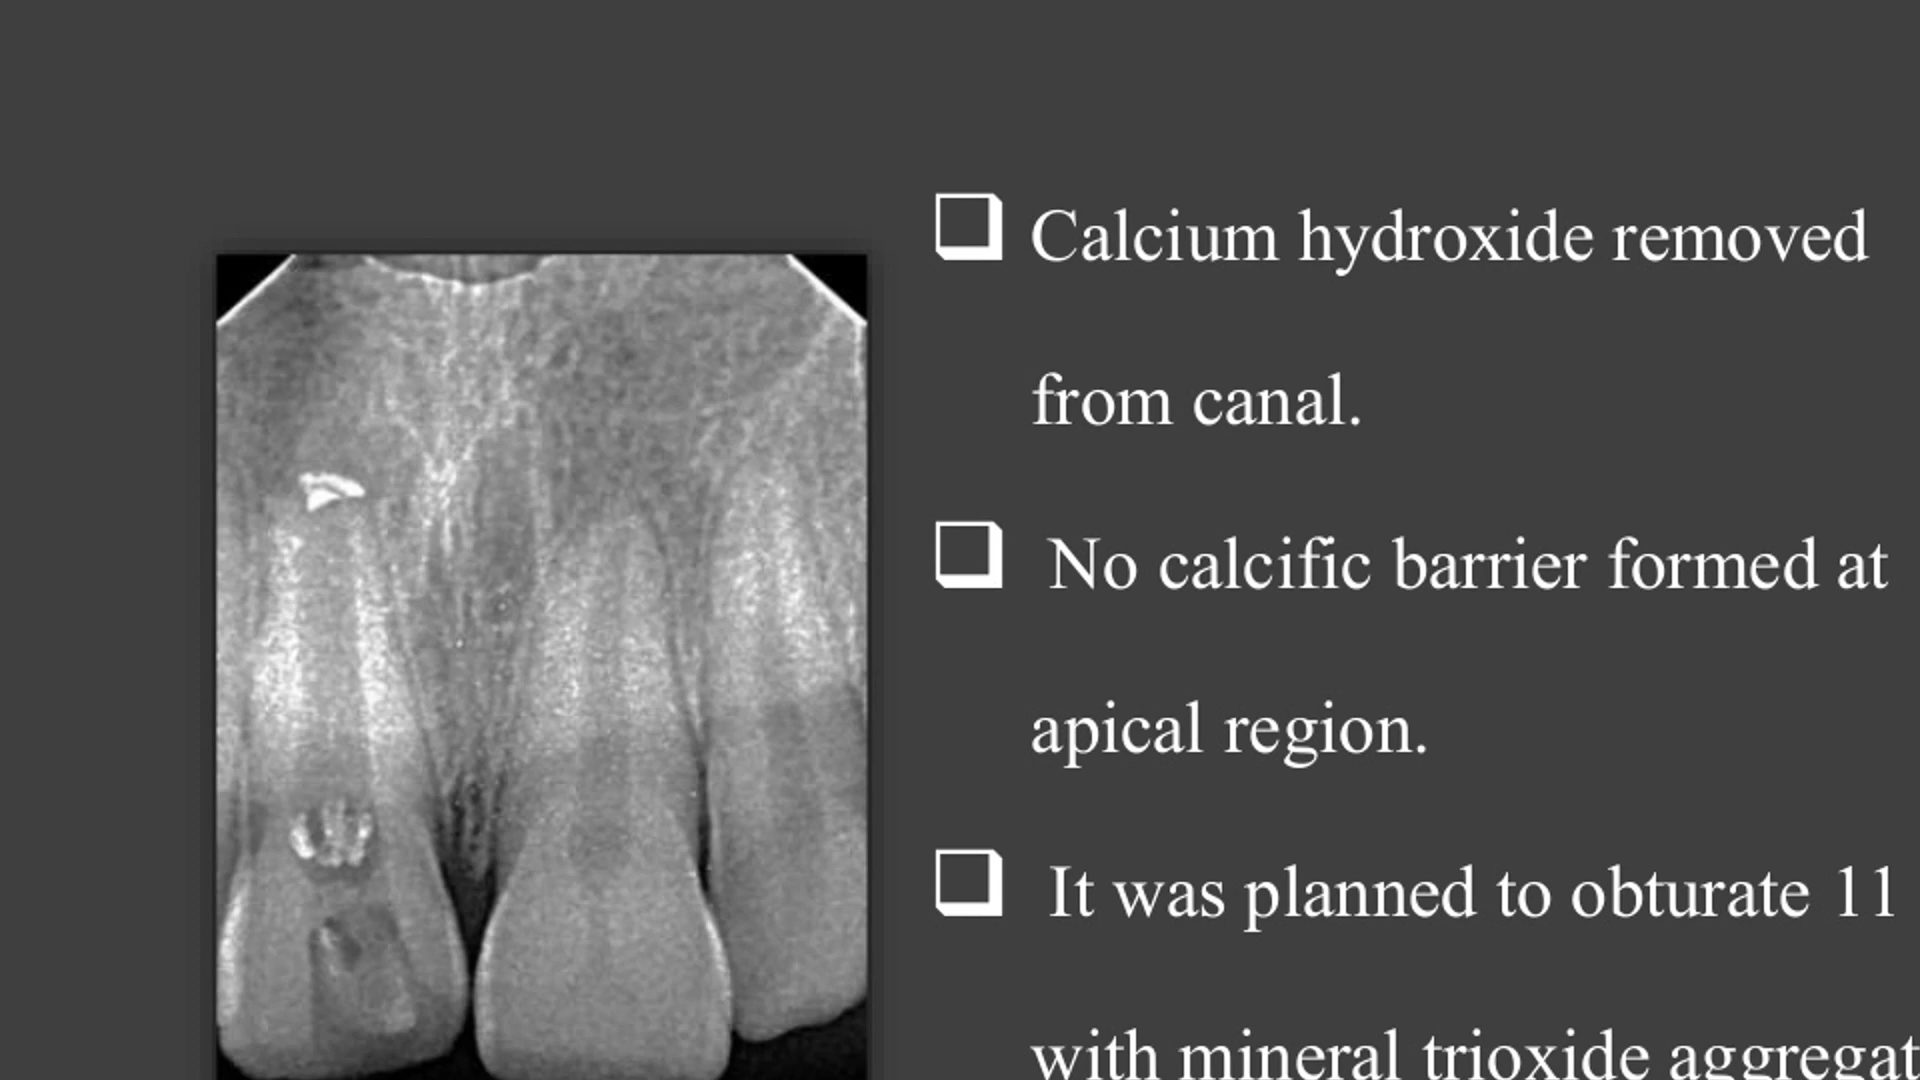 Calcium hydroxide removed
from canal.
No calcific barrier formed at
apical region.
It was planned to obturate 11
with mineral trioxide aggregat